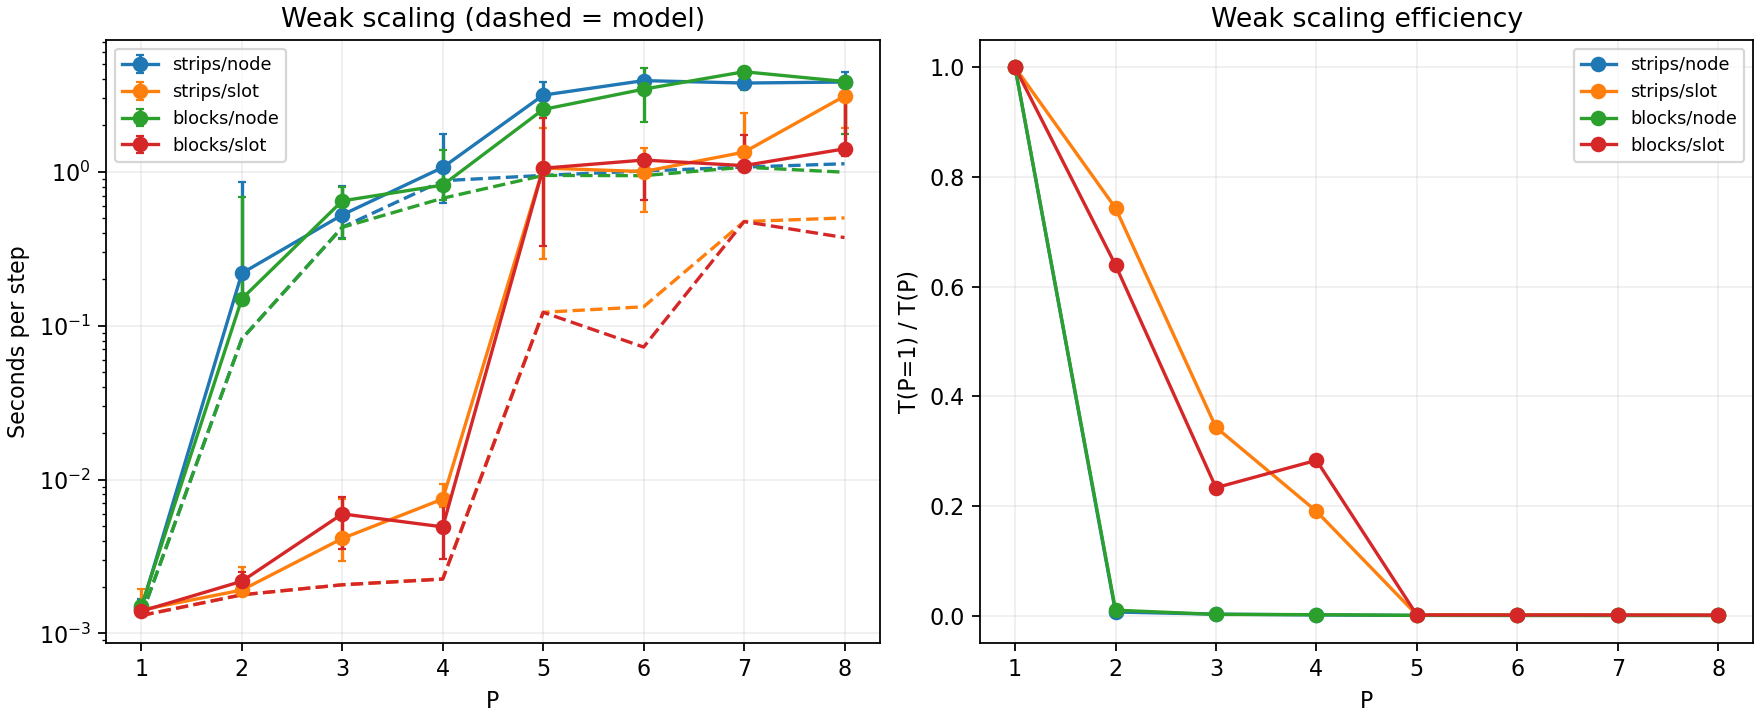 Weak scaling (dashed = model)
strips/node
strips/slot
blocks/node
blocks/slot
Seconds per step
10⁰
10⁻¹
10⁻²
10⁻³
1 2 3 4 5 6 7 8
P
Weak scaling efficiency
strips/node
strips/slot
blocks/node
blocks/slot
T(P=1) / T(P)
1.0
0.8
0.6
0.4
0.2
0.0
1 2 3 4 5 6 7 8
P